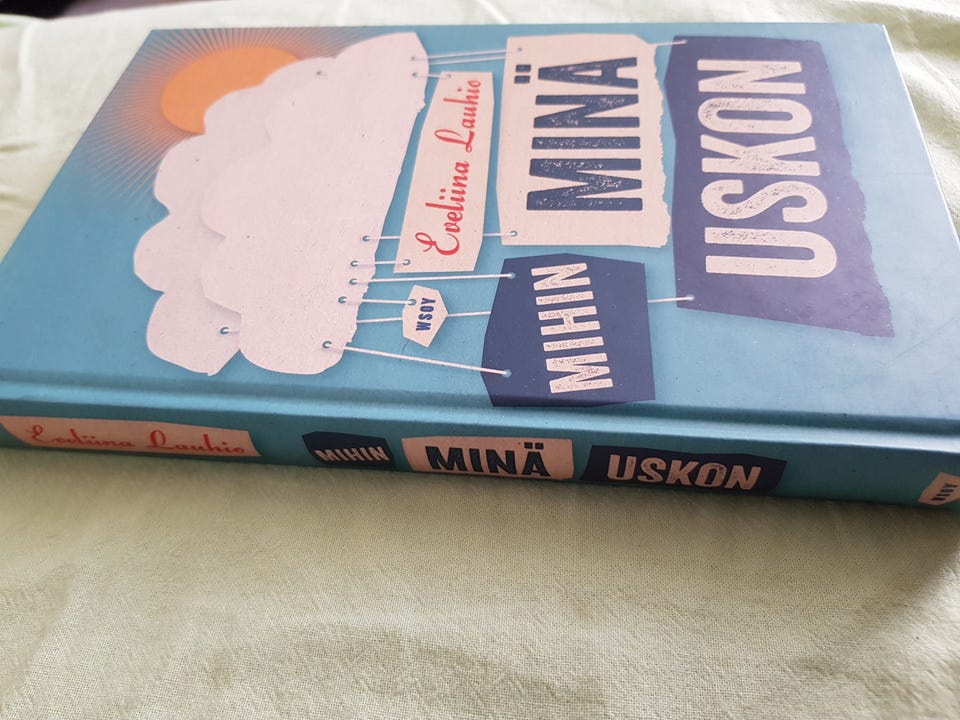 Eveliina Lauhio
MIHIN
MINÄ
USKON
WSOY
Eveliina Lauhio
MIHIN MINÄ USKON
WSOY